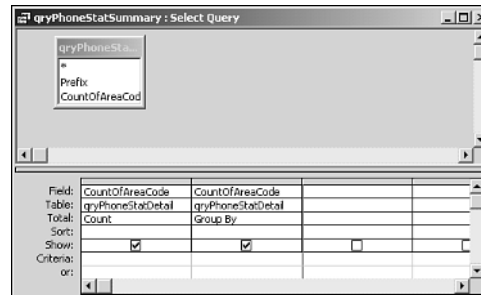 qryPhoneStatSummary : Select Query
qryPhoneSta...
*
Prefix
CountOfAreaCod
Field: CountOfAreaCode CountOfAreaCode
Table: qryPhoneStatDetail qryPhoneStatDetail
Total: Count Group By
Sort:
Show:
Criteria:
or: